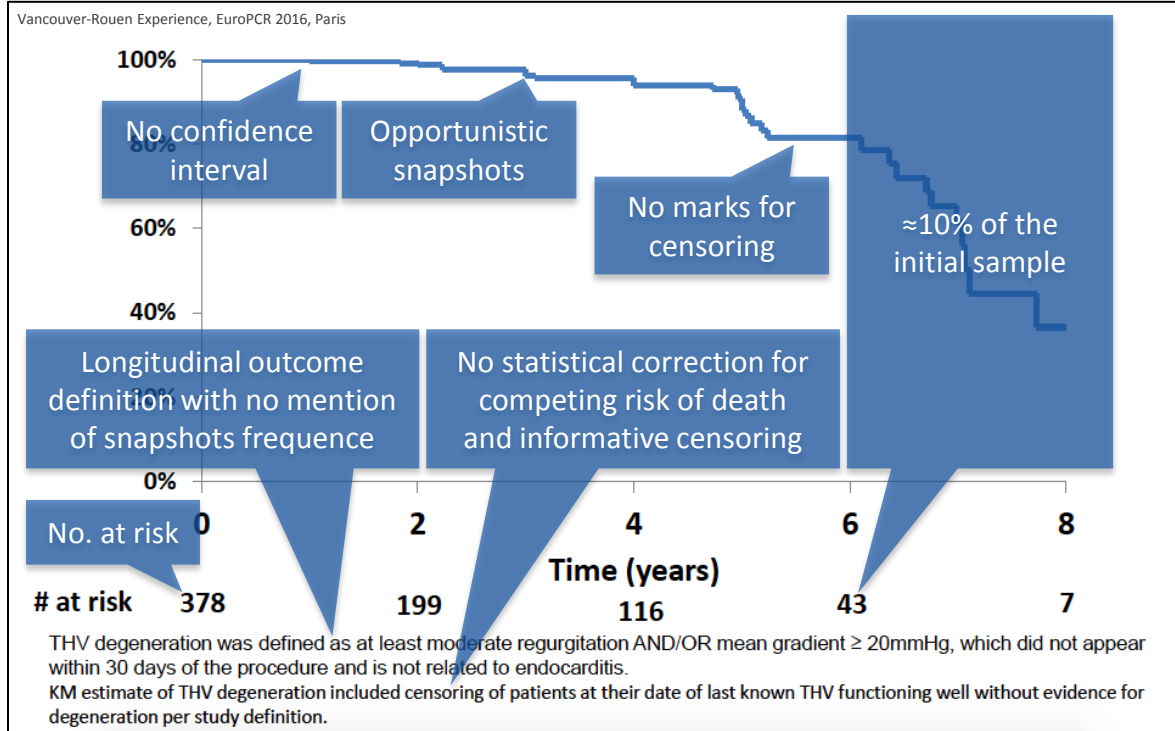 Vancouver-Rouen Experience, EuroPCR 2016, Paris
100%
No confidence
interval
Opportunistic
snapshots
80%
No marks for
censoring
60%
≈10% of the
initial sample
40%
Longitudinal outcome
definition with no mention
of snapshots frequence
No statistical correction for
competing risk of death
and informative censoring
20%
0%
No. at risk
0 2 4 6 8
Time (years)
# at risk 378 199 116 43 7
THV degeneration was defined as at least moderate regurgitation AND/OR mean gradient ≥ 20mmHg, which did not appear
within 30 days of the procedure and is not related to endocarditis.
KM estimate of THV degeneration included censoring of patients at their date of last known THV functioning well without evidence for
degeneration per study definition.